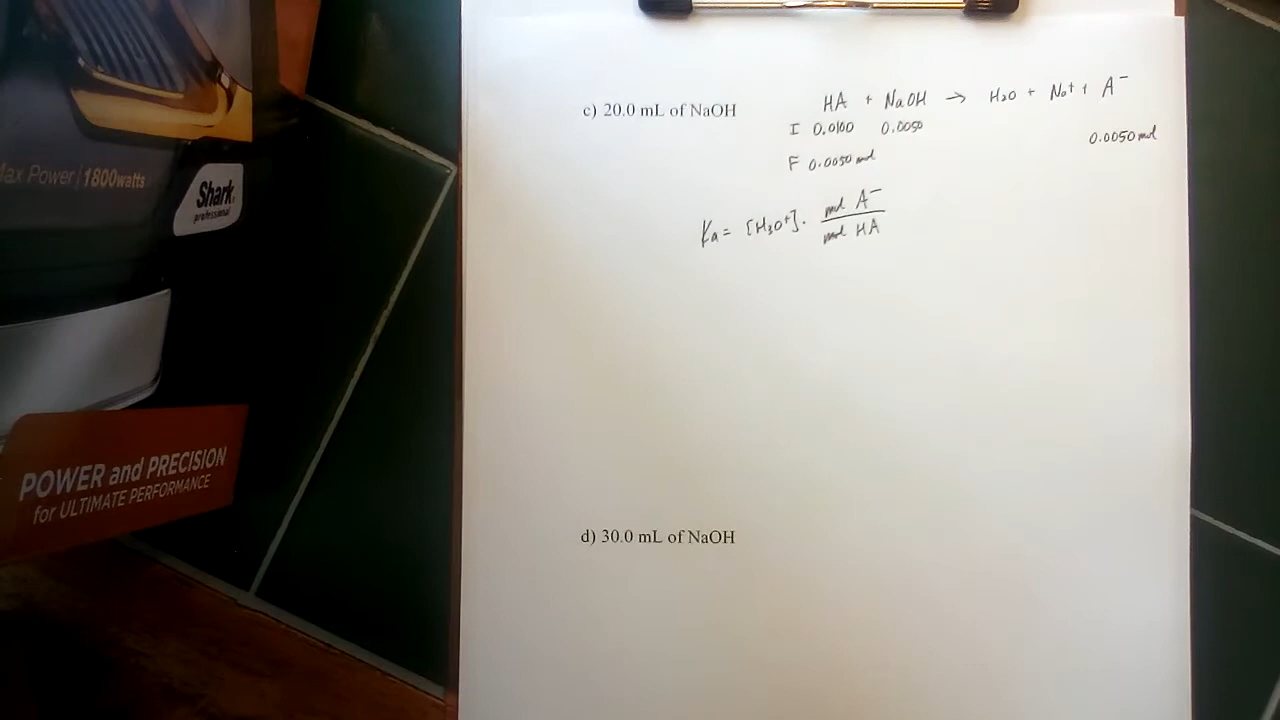 Max Power | 1800watts
Shark
professional
POWER and PRECISION
for ULTIMATE PERFORMANCE
c) 20.0 mL of NaOH
HA + NaOH → H₂O + Na⁺ + A⁻
I 0.0100 0.0050
0.0050 mol
F 0.0050 mol
Ka = [H₃O⁺] · mol A⁻ / mol HA
d) 30.0 mL of NaOH